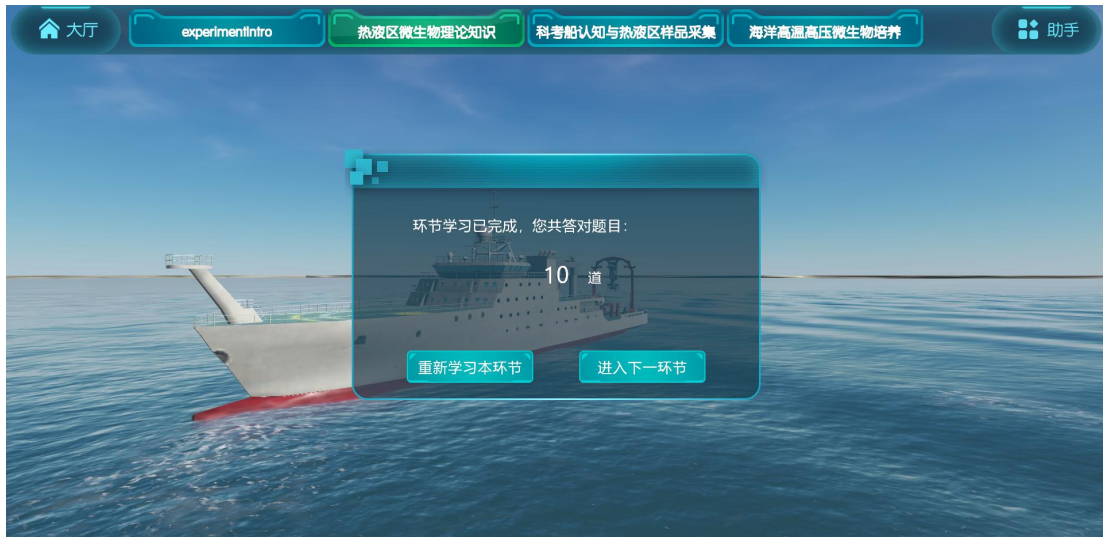 大厅
experimentIntro
热液区微生物理论知识
科考船认知与热液区样品采集
海洋高温高压微生物培养
助手
环节学习已完成，您共答对题目：
10 道
重新学习本环节
进入下一环节